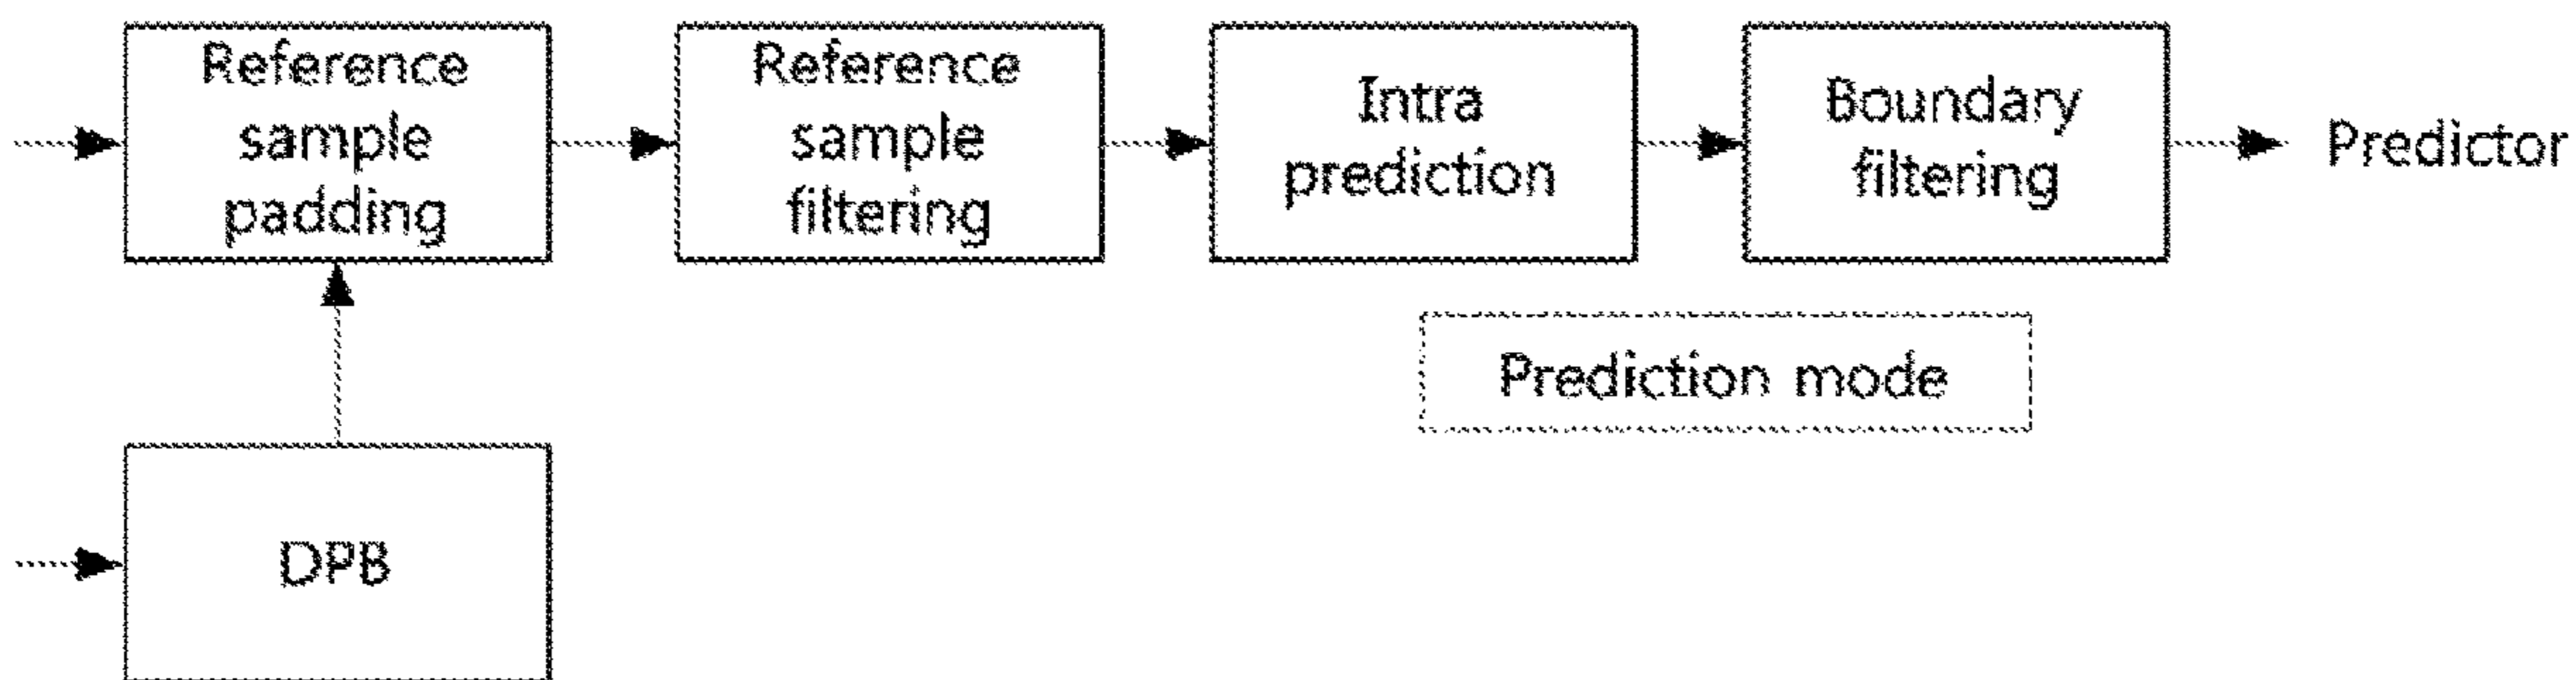 Reference
sample
padding
Reference
sample
filtering
Intra
prediction
Boundary
filtering
Predictor
Prediction mode
DPB